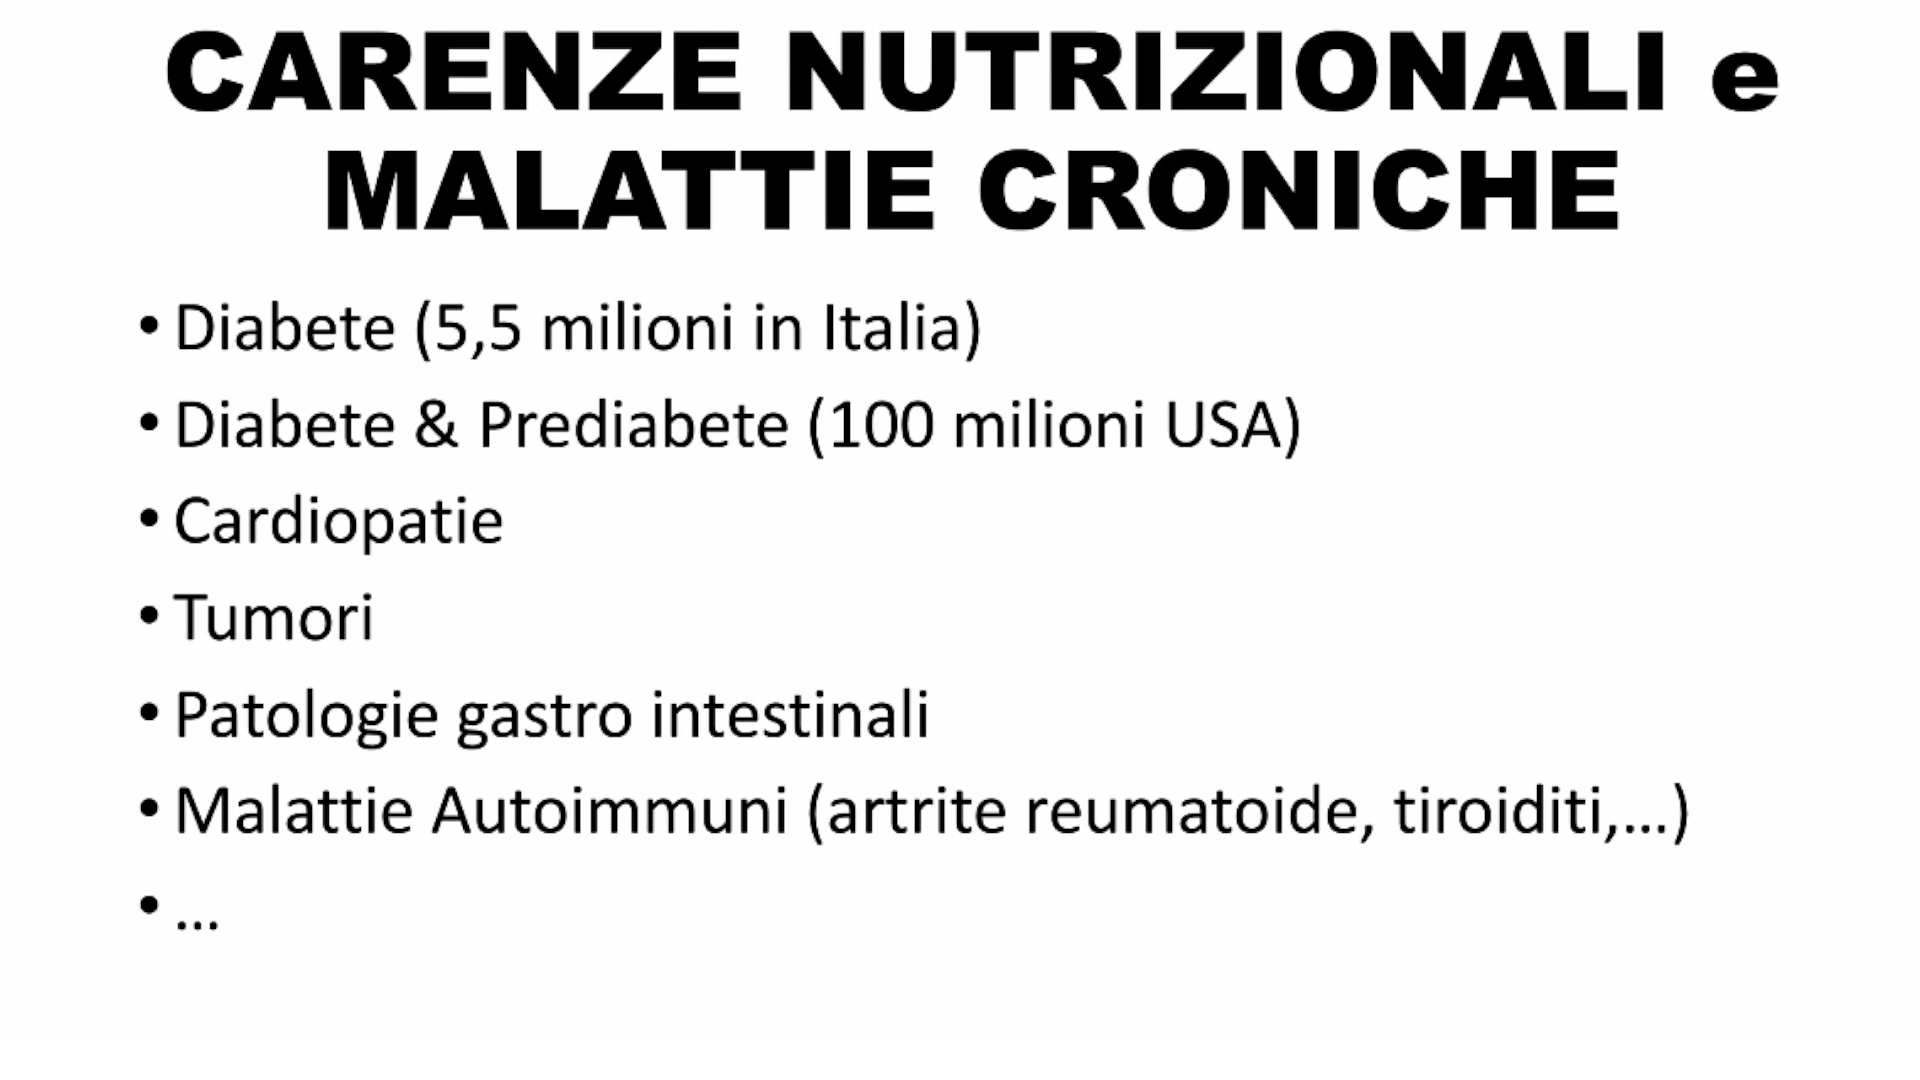 CARENZE NUTRIZIONALI e
MALATTIE CRONICHE
• Diabete (5,5 milioni in Italia)
• Diabete & Prediabete (100 milioni USA)
• Cardiopatie
• Tumori
• Patologie gastro intestinali
• Malattie Autoimmuni (artrite reumatoide, tiroiditi,...)
• ...